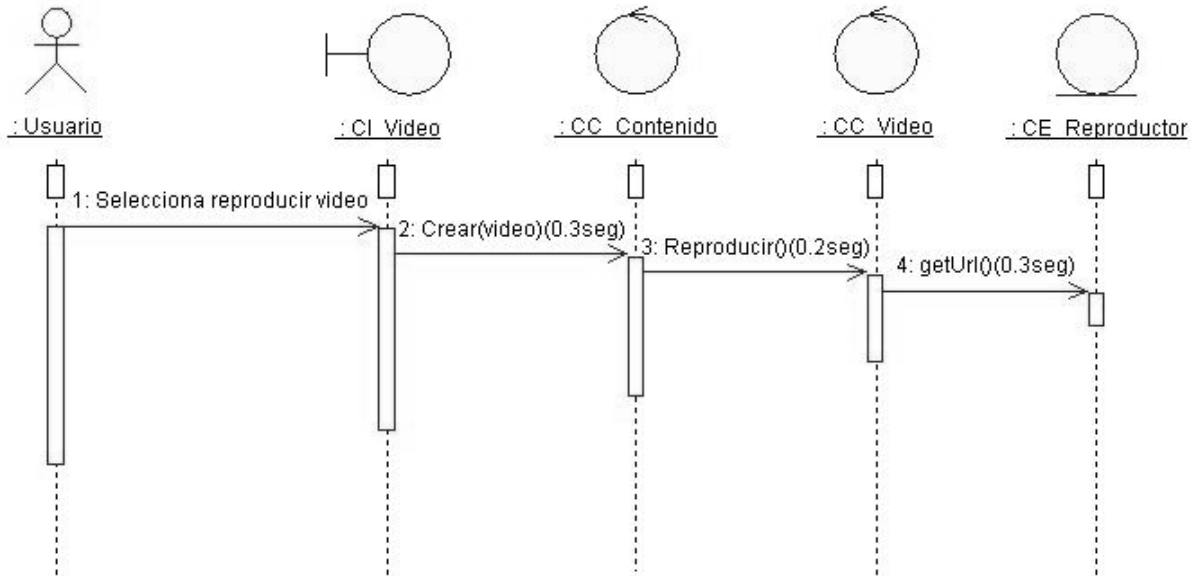 : Usuario
: CI_Video
: CC_Contenido
: CC_Video
: CE_Reproductor
1: Selecciona reproducir video
2: Crear(video)(0.3seg)
3: Reproducir()(0.2seg)
4: getUrl()(0.3seg)